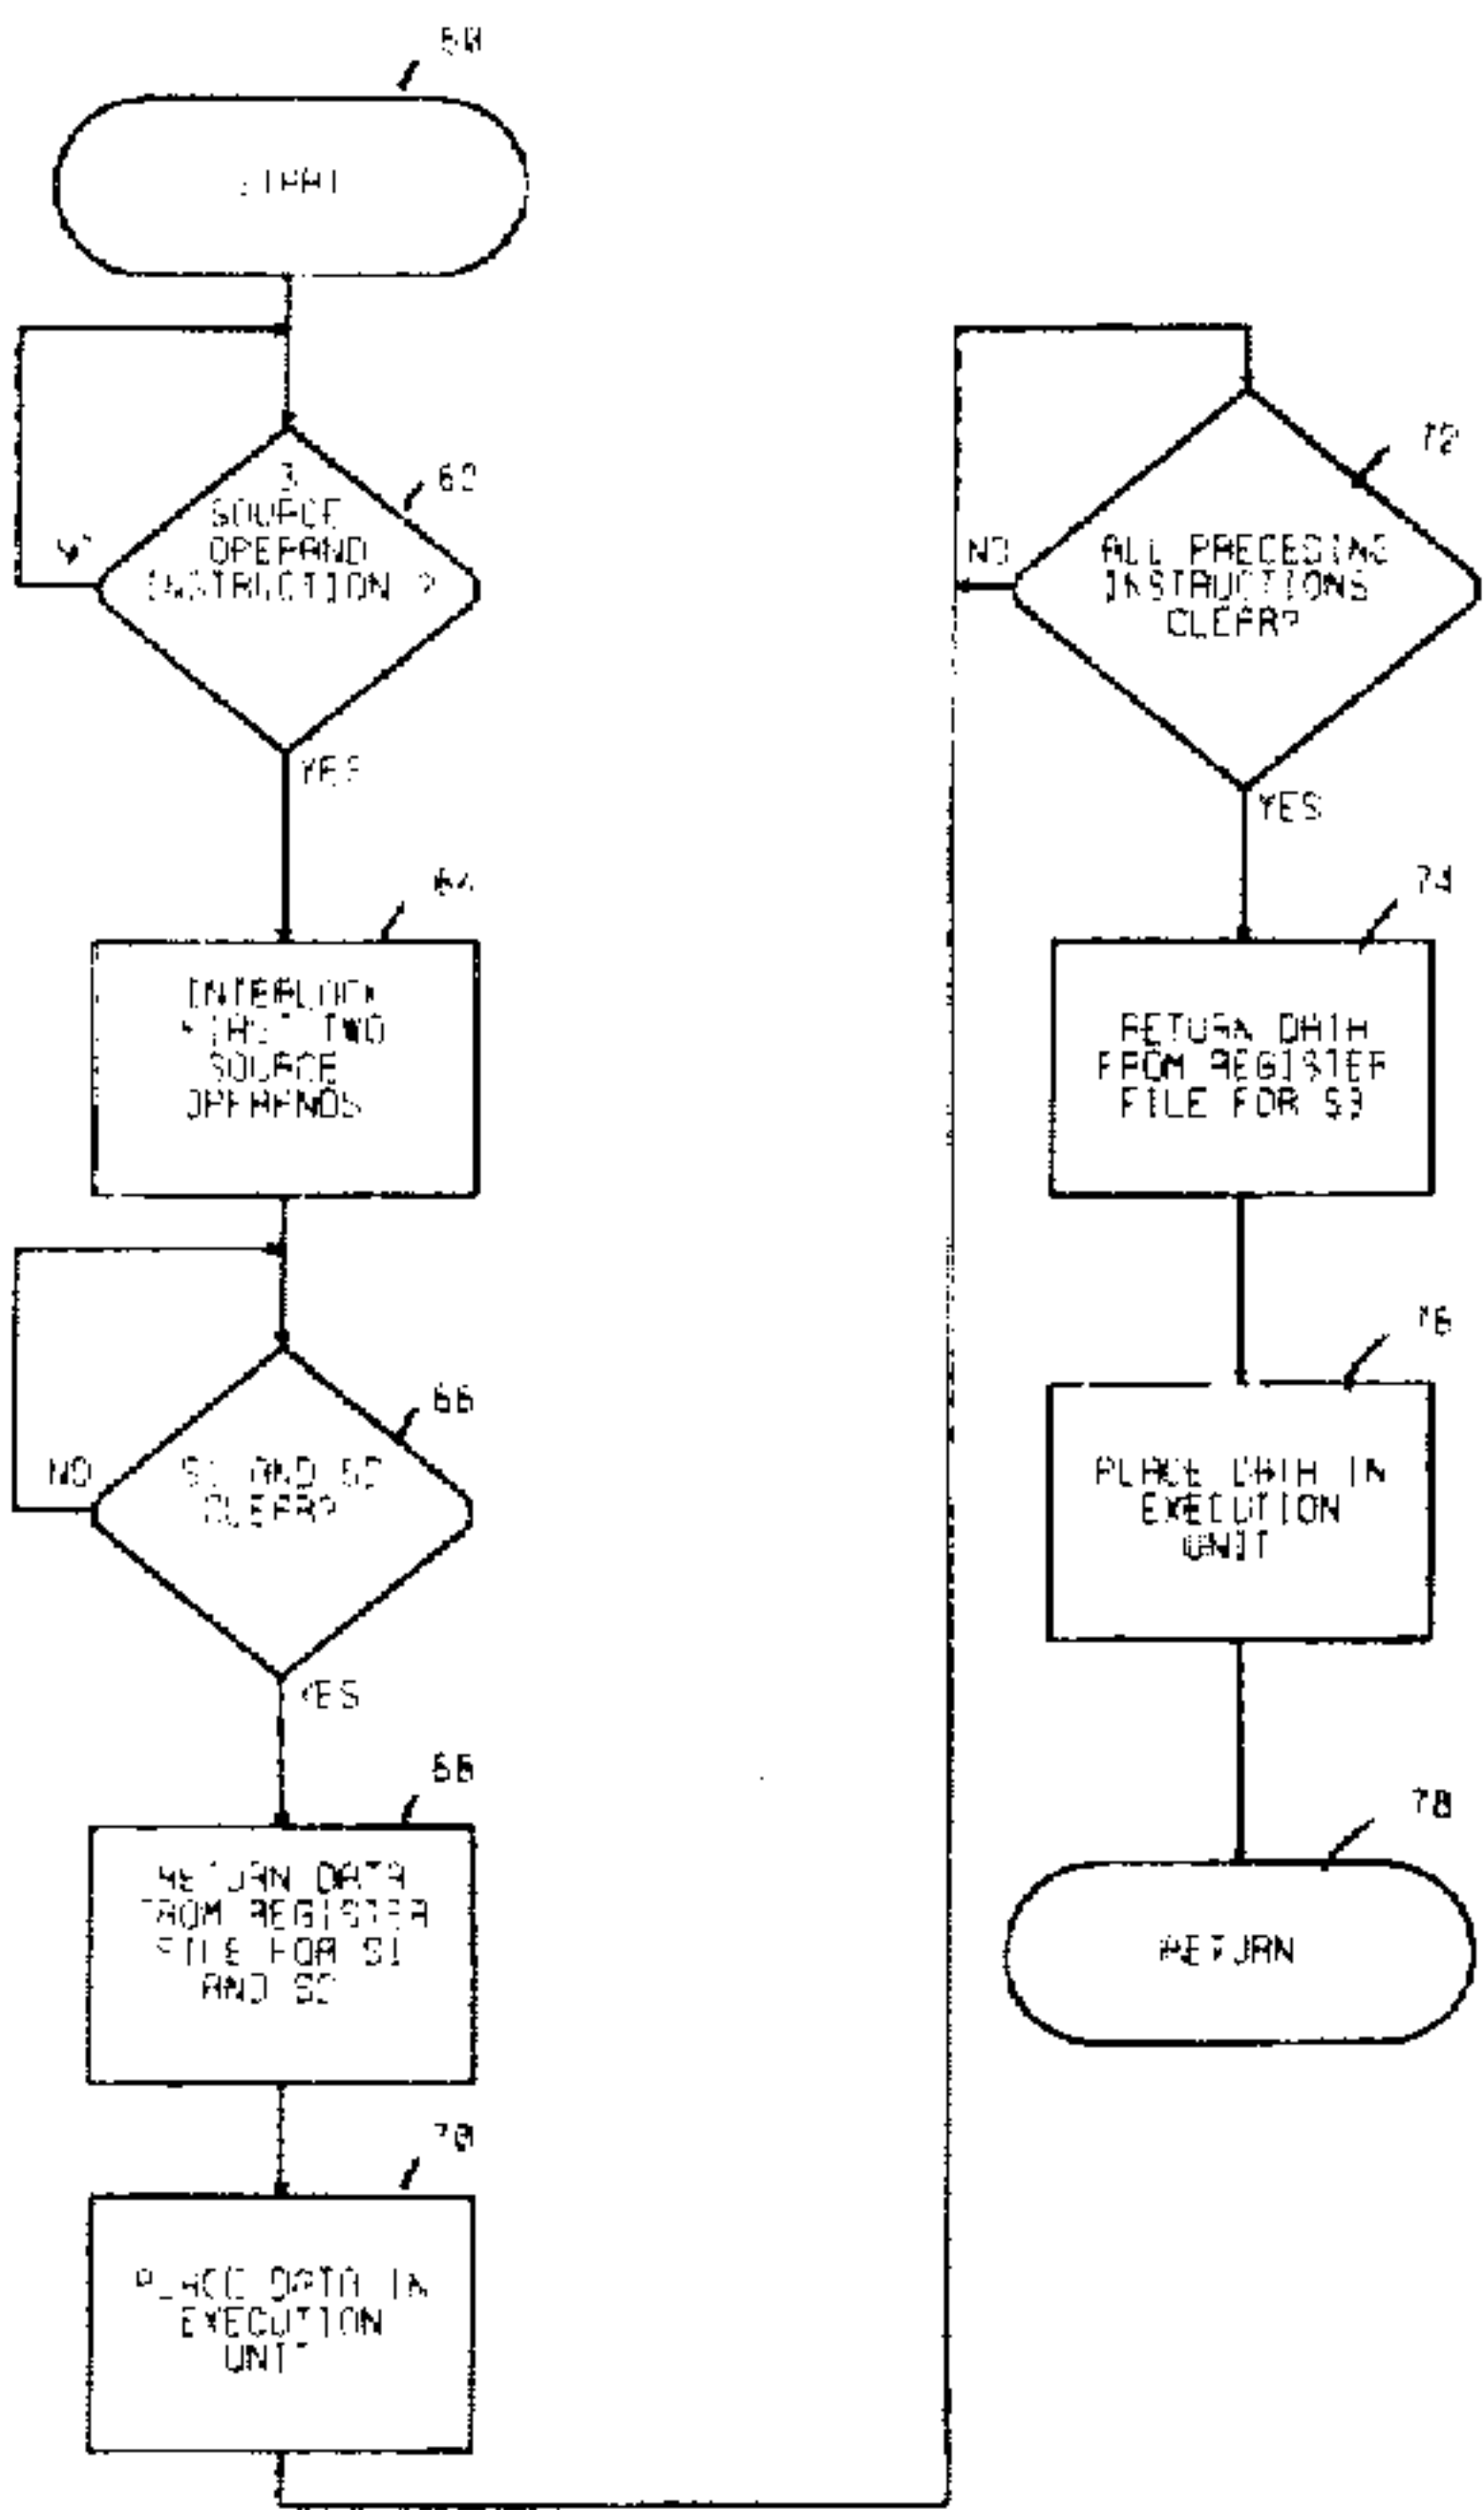 START
3
SOURCE
OPERAND
INSTRUCTION ?
YES
64
INTERLOCK
FIRST TWO
SOURCE
OPERANDS
66
NO
S1 AND S2
CLEAR?
YES
68
RETURN DATA
FROM REGISTER
FILE FOR S1
AND S2
70
PLACE DATA IN
EXECUTION
UNIT
72
NO
ALL PRECEDING
INSTRUCTIONS
CLEAR?
YES
74
RETURN DATA
FROM REGISTER
FILE FOR S3
76
PLACE DATA IN
EXECUTION
UNIT
78
RETURN